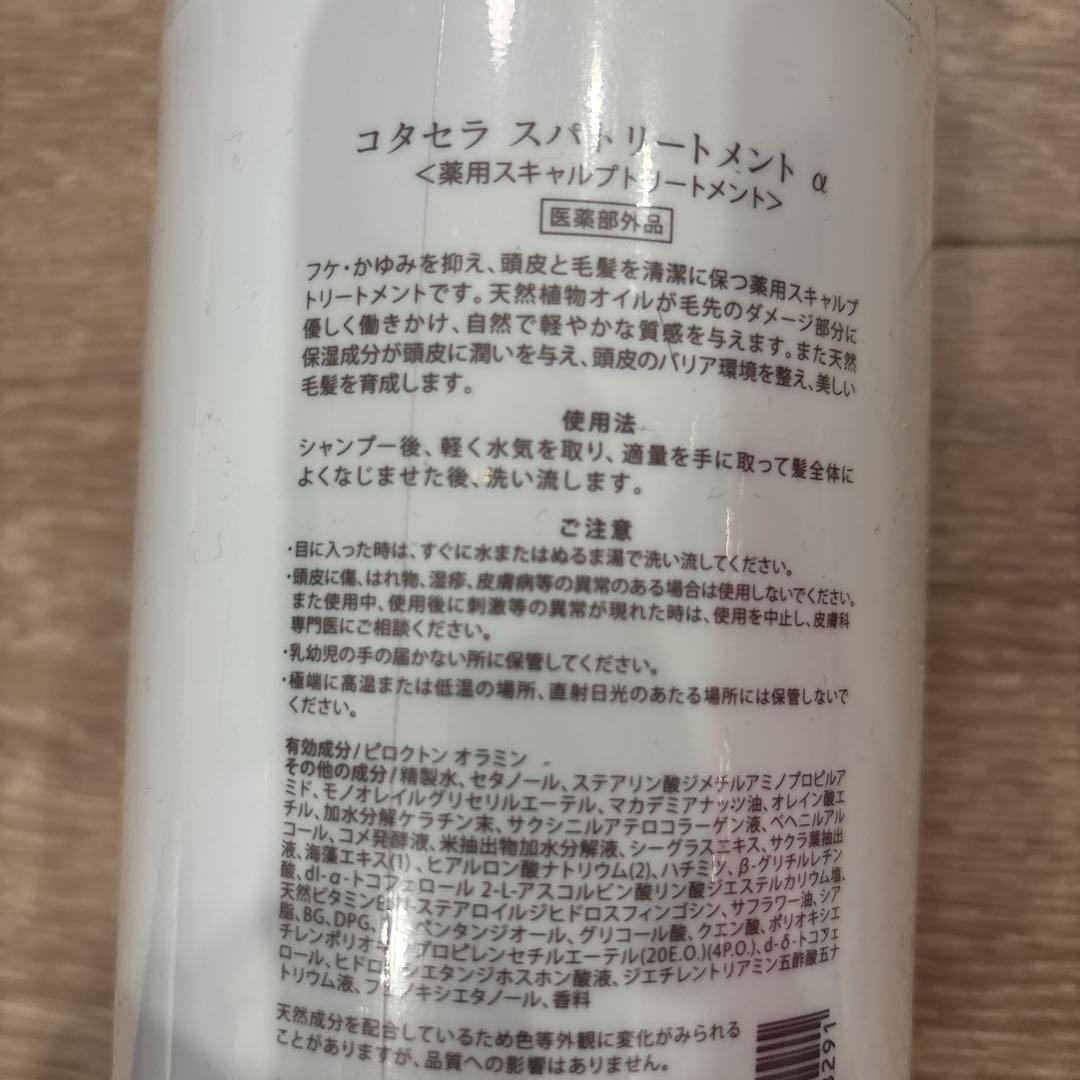 コタセラ スパトリートメント α
＜薬用スキャルプトリートメント＞
医薬部外品
フケ・かゆみを抑え、頭皮と毛髪を清潔に保つ薬用スキャルプ
トリートメントです。天然植物オイルが毛先のダメージ部分に
優しく働きかけ、自然で軽やかな質感を与えます。また天然
保湿成分が頭皮に潤いを与え、頭皮のバリア環境を整え、美しい
毛髪を育成します。
使用法
シャンプー後、軽く水気を取り、適量を手に取って髪全体に
よくなじませた後、洗い流します。
ご注意
・目に入った時は、すぐに水またはぬるま湯で洗い流してください。
・頭皮に傷、はれ物、湿疹、皮膚病等の異常のある場合は使用しないでください。
また使用中、使用後に刺激等の異常が現れた時は、使用を中止し、皮膚科
専門医にご相談ください。
・乳幼児の手の届かない所に保管してください。
・極端に高温または低温の場所、直射日光のあたる場所には保管しないで
ください。
有効成分/ピロクトン オラミン
その他の成分/精製水、セタノール、ステアリン酸ジメチルアミノプロピルア
ミド、モノオレイルグリセリルエーテル、マカデミアナッツ油、オレイン酸エ
チル、加水分解ケラチン末、サクシニルアテロコラーゲン液、ベヘニルアル
コール、コメ発酵液、米抽出物加水分解液、シーグラスエキス、サクラ葉抽出
液、海藻エキス(1)、ヒアルロン酸ナトリウム(2)、ハチミツ、β-グリチルレチン
酸、dl-α-トコフェロール 2-L-アスコルビン酸リン酸ジエステルカリウム塩、
天然ビタミンE、ステアロイルジヒドロスフィンゴシン、サフラワー油、シア
脂、BG、DPG、ペンタンジオール、グリコール酸、クエン酸、ポリオキシエ
チレンポリオ プロピレンセチルエーテル(20E.O.)(4P.O.)、d-δ-トコフェ
ロール、ヒドロ エタンジホスホン酸液、ジエチレントリアミン五酢酸五ナ
トリウム液、フェノキシエタノール、香料
天然成分を配合しているため色等外観に変化がみられる
ことがありますが、品質への影響はありません。
3291